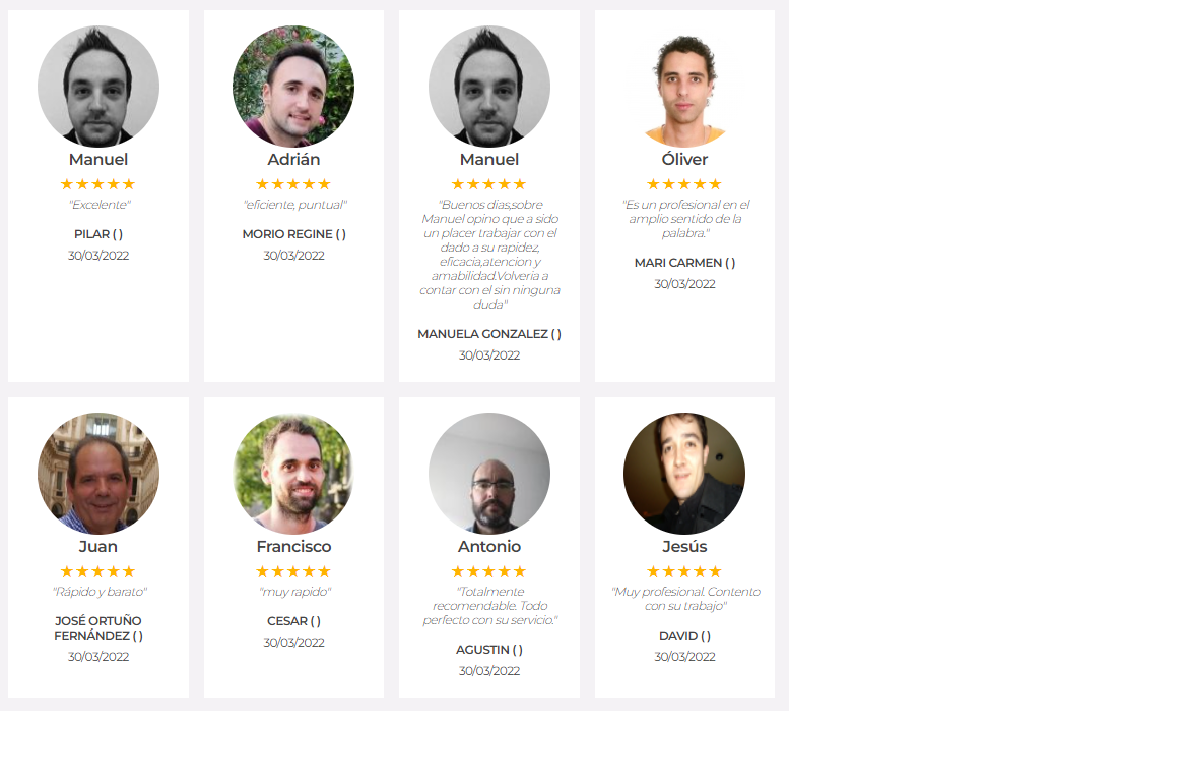 Manuel
★★★★★
"Excelente"
PILAR ( )
30/03/2022
Adrián
★★★★★
"eficiente, puntual"
MORIO REGINE ( )
30/03/2022
Manuel
★★★★★
"Buenos dias,sobre
Manuel opino que a sido
un placer trabajar con el
dado a su rapidez,
eficacia,atencion y
amabilidad.Volveria a
contar con el sin ninguna
duda"
MANUELA GONZALEZ ( )
30/03/2022
Óliver
★★★★★
"Es un profesional en el
amplio sentido de la
palabra."
MARI CARMEN ( )
30/03/2022
Juan
★★★★★
"Rápido y barato"
JOSÉ ORTUÑO
FERNÁNDEZ ( )
30/03/2022
Francisco
★★★★★
"muy rapido"
CESAR ( )
30/03/2022
Antonio
★★★★★
"Totalmente
recomendable. Todo
perfecto con su servicio."
AGUSTIN ( )
30/03/2022
Jesús
★★★★★
"Muy profesional. Contento
con su trabajo"
DAVID ( )
30/03/2022